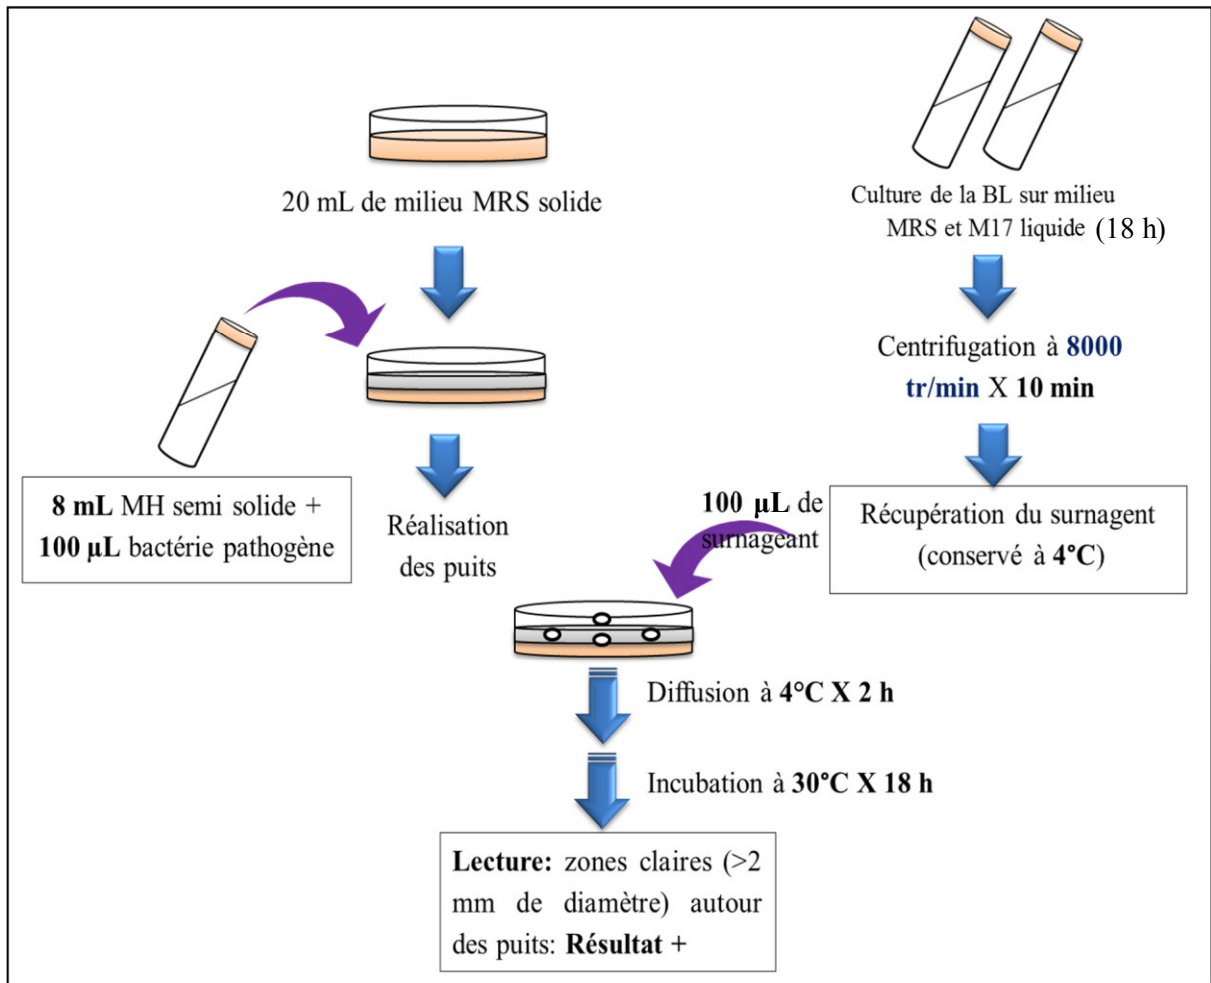 20 mL de milieu MRS solide
Culture de la BL sur milieu
MRS et M17 liquide (18 h)
Centrifugation à 8000
tr/min X 10 min
8 mL MH semi solide +
100 µL bactérie pathogène
Réalisation
des puits
100 µL de
surnageant
Récupération du surnagent
(conservé à 4°C)
Diffusion à 4°C X 2 h
Incubation à 30°C X 18 h
Lecture: zones claires (>2
mm de diamètre) autour
des puits: Résultat +